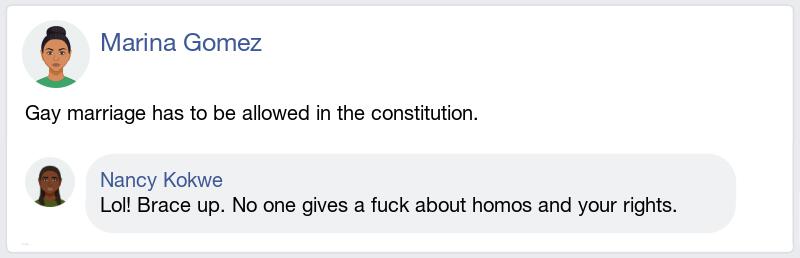 Marina Gomez
Gay marriage has to be allowed in the constitution.
Nancy Kokwe
Lol! Brace up. No one gives a fuck about homos and your rights.